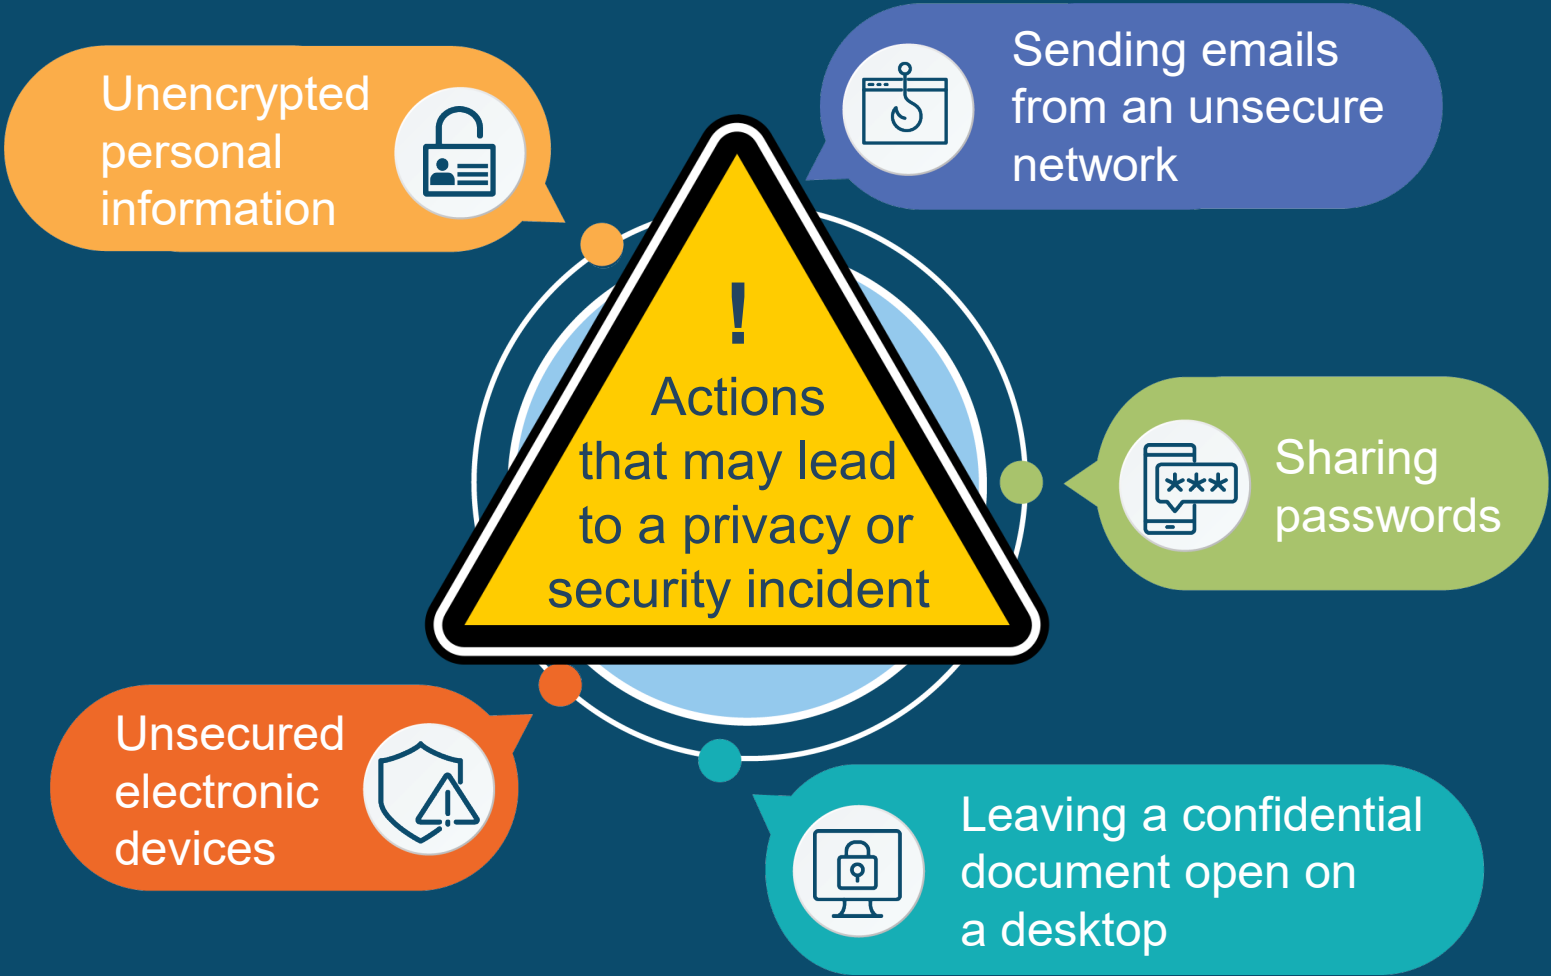 Unencrypted
personal
information
Sending emails
from an unsecure
network
!
Actions
that may lead
to a privacy or
security incident
***
Sharing
passwords
Unsecured
electronic
devices
Leaving a confidential
document open on
a desktop